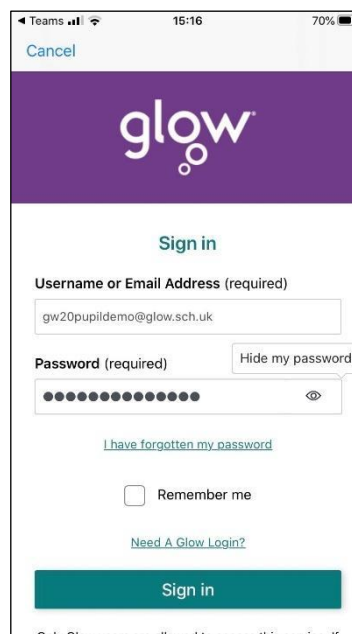 Teams 15:16 70%
Cancel
glow
Sign in
Username or Email Address (required)
gw20pupildemo@glow.sch.uk
Password (required) Hide my password
●●●●●●●●●●●●●●
I have forgotten my password
Remember me
Need A Glow Login?
Sign in